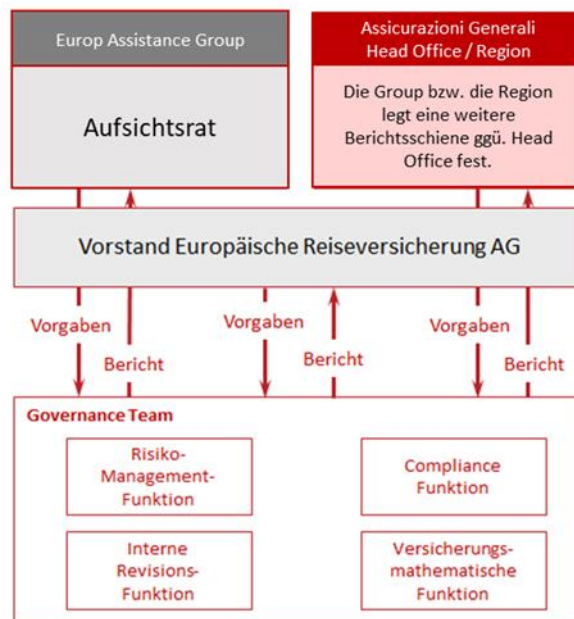 Europ Assistance Group
Aufsichtsrat
Assicurazioni Generali
Head Office / Region
Die Group bzw. die Region
legt eine weitere
Berichtsschiene ggü. Head
Office fest.
Vorstand Europäische Reiseversicherung AG
Vorgaben
Bericht
Vorgaben
Bericht
Vorgaben
Bericht
Governance Team
Risiko-
Management-
Funktion
Compliance
Funktion
Interne
Revisions-
Funktion
Versicherungs-
mathematische
Funktion